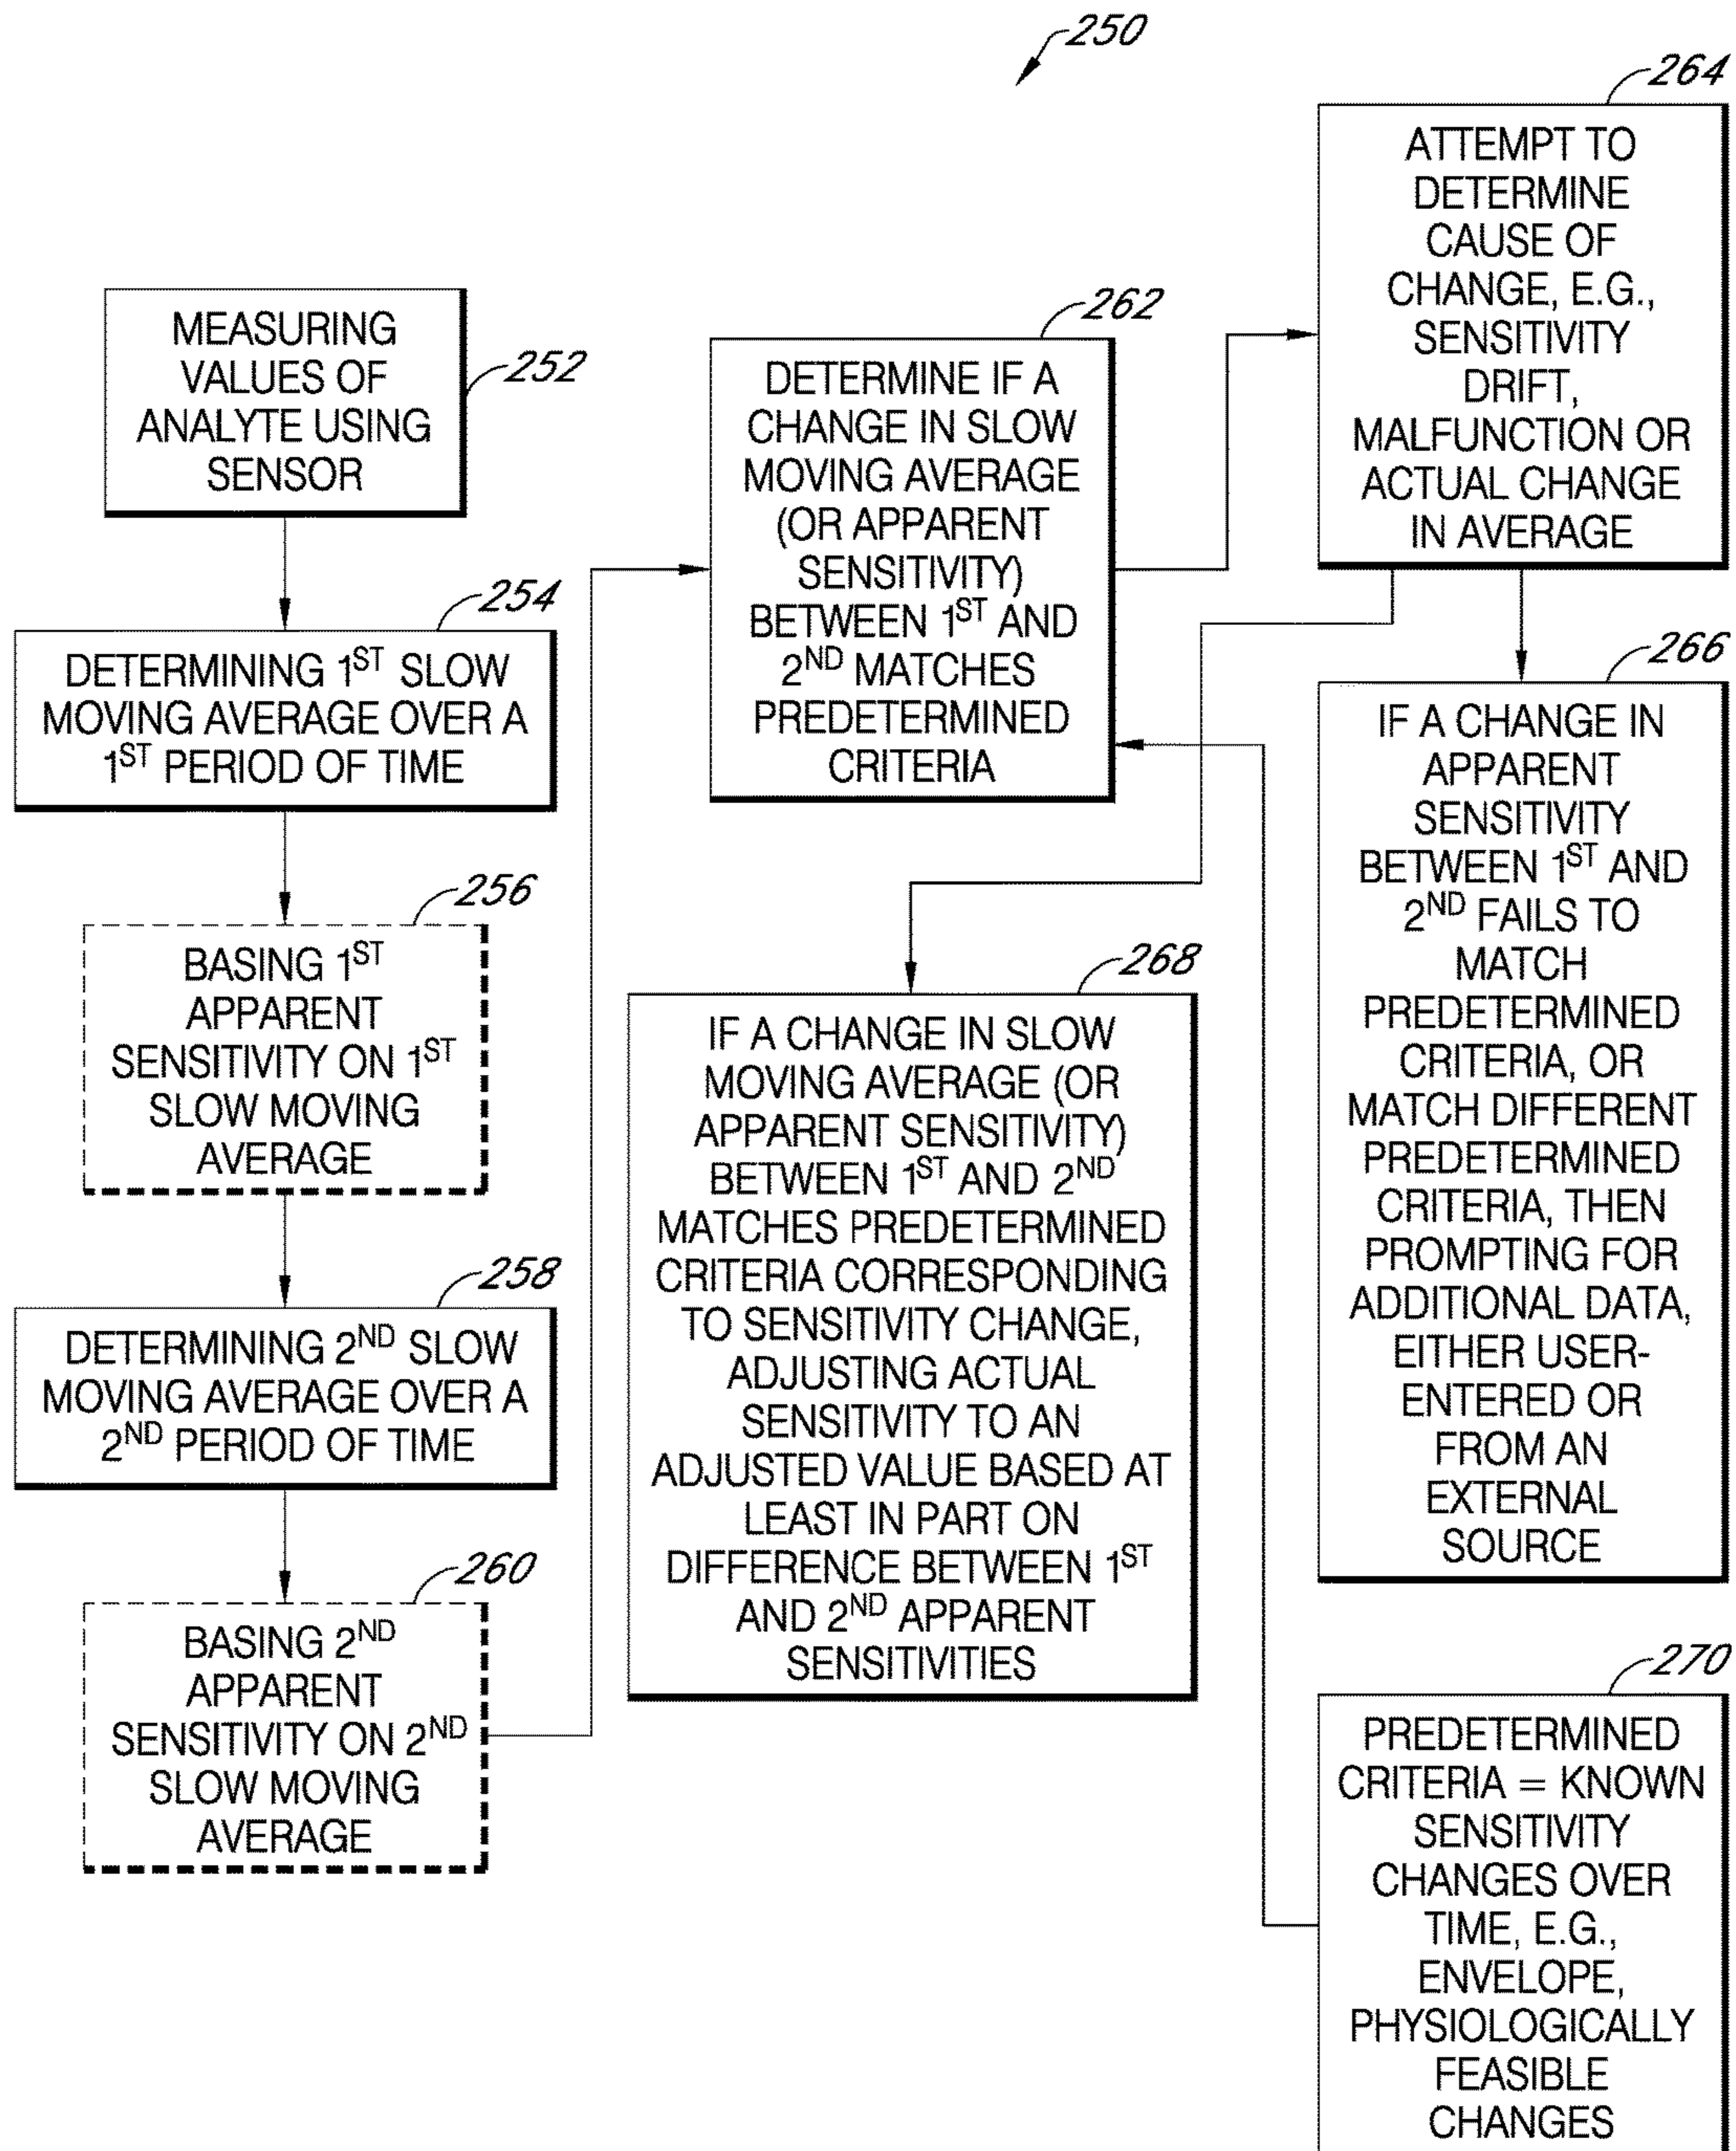 250
252
MEASURING
VALUES OF
ANALYTE USING
SENSOR
254
DETERMINING 1ST SLOW
MOVING AVERAGE OVER A
1ST PERIOD OF TIME
256
BASING 1ST
APPARENT
SENSITIVITY ON 1ST
SLOW MOVING
AVERAGE
258
DETERMINING 2ND SLOW
MOVING AVERAGE OVER A
2ND PERIOD OF TIME
260
BASING 2ND
APPARENT
SENSITIVITY ON 2ND
SLOW MOVING
AVERAGE
262
DETERMINE IF A
CHANGE IN SLOW
MOVING AVERAGE
(OR APPARENT
SENSITIVITY)
BETWEEN 1ST AND
2ND MATCHES
PREDETERMINED
CRITERIA
264
ATTEMPT TO
DETERMINE
CAUSE OF
CHANGE, E.G.,
SENSITIVITY
DRIFT,
MALFUNCTION OR
ACTUAL CHANGE
IN AVERAGE
266
IF A CHANGE IN
APPARENT
SENSITIVITY
BETWEEN 1ST AND
2ND FAILS TO
MATCH
PREDETERMINED
CRITERIA, OR
MATCH DIFFERENT
PREDETERMINED
CRITERIA, THEN
PROMPTING FOR
ADDITIONAL DATA,
EITHER USER-
ENTERED OR
FROM AN
EXTERNAL
SOURCE
268
IF A CHANGE IN SLOW
MOVING AVERAGE (OR
APPARENT SENSITIVITY)
BETWEEN 1ST AND 2ND
MATCHES PREDETERMINED
CRITERIA CORRESPONDING
TO SENSITIVITY CHANGE,
ADJUSTING ACTUAL
SENSITIVITY TO AN
ADJUSTED VALUE BASED AT
LEAST IN PART ON
DIFFERENCE BETWEEN 1ST
AND 2ND APPARENT
SENSITIVITIES
270
PREDETERMINED
CRITERIA = KNOWN
SENSITIVITY
CHANGES OVER
TIME, E.G.,
ENVELOPE,
PHYSIOLOGICALLY
FEASIBLE
CHANGES